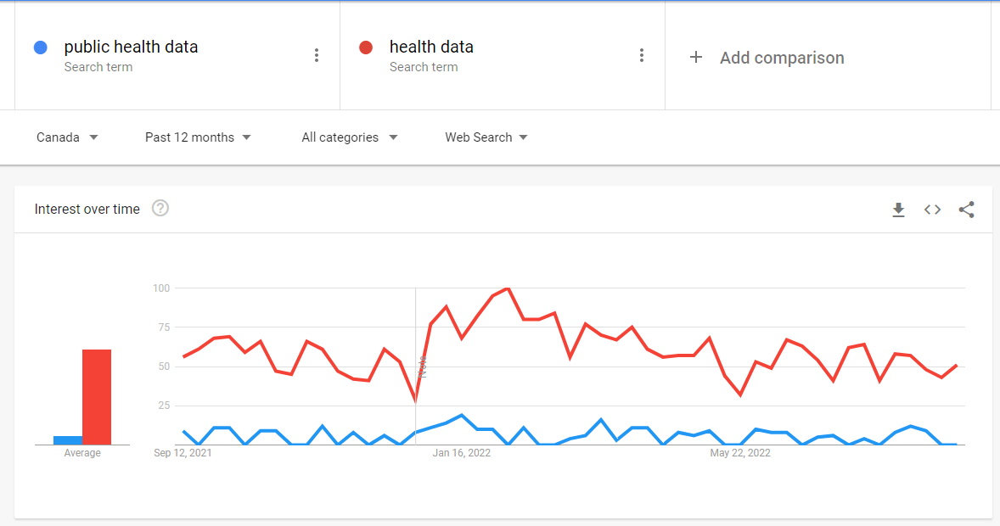 public health data
Search term
health data
Search term
Add comparison
Canada
Past 12 months
All categories
Web Search
Interest over time
100
75
50
25
Note
Average
Sep 12, 2021
Jan 16, 2022
May 22, 2022